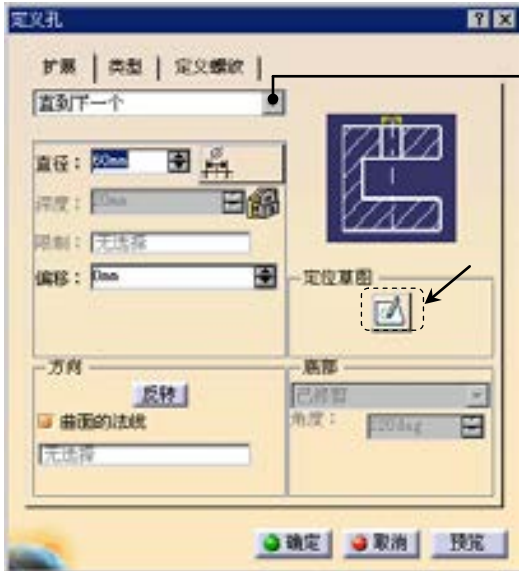 定义孔
扩展 类型 定义螺纹
直到下一个
直径： 60mm
深度： 10mm
限制： 无选择
偏移： 0mm
定位草图
方向
反转
曲面的法线
无选择
底部
已修剪
角度： 120deg
确定 取消 预览